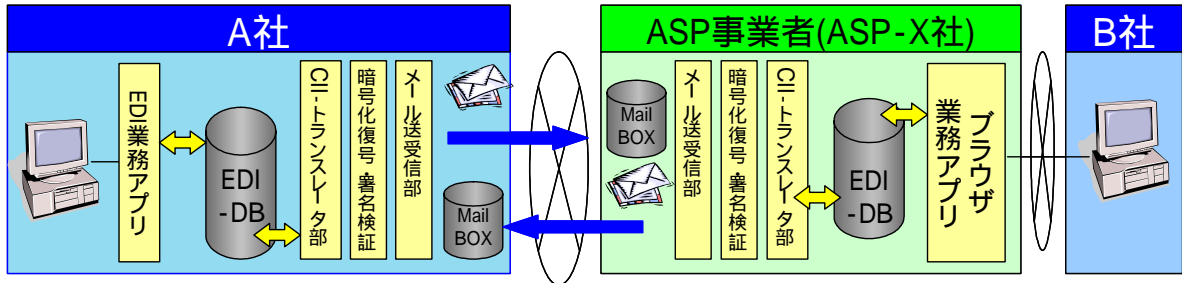 A社
EDI業務アプリ
EDI
-DB
CII-トランスレータ部
暗号化復号・署名検証
メール送受信部
Mail
BOX
ASP事業者(ASP-X社)
Mail
BOX
メール送受信部
暗号化復号・署名検証
CII-トランスレータ部
EDI
-DB
ブラウザ
業務アプリ
B社